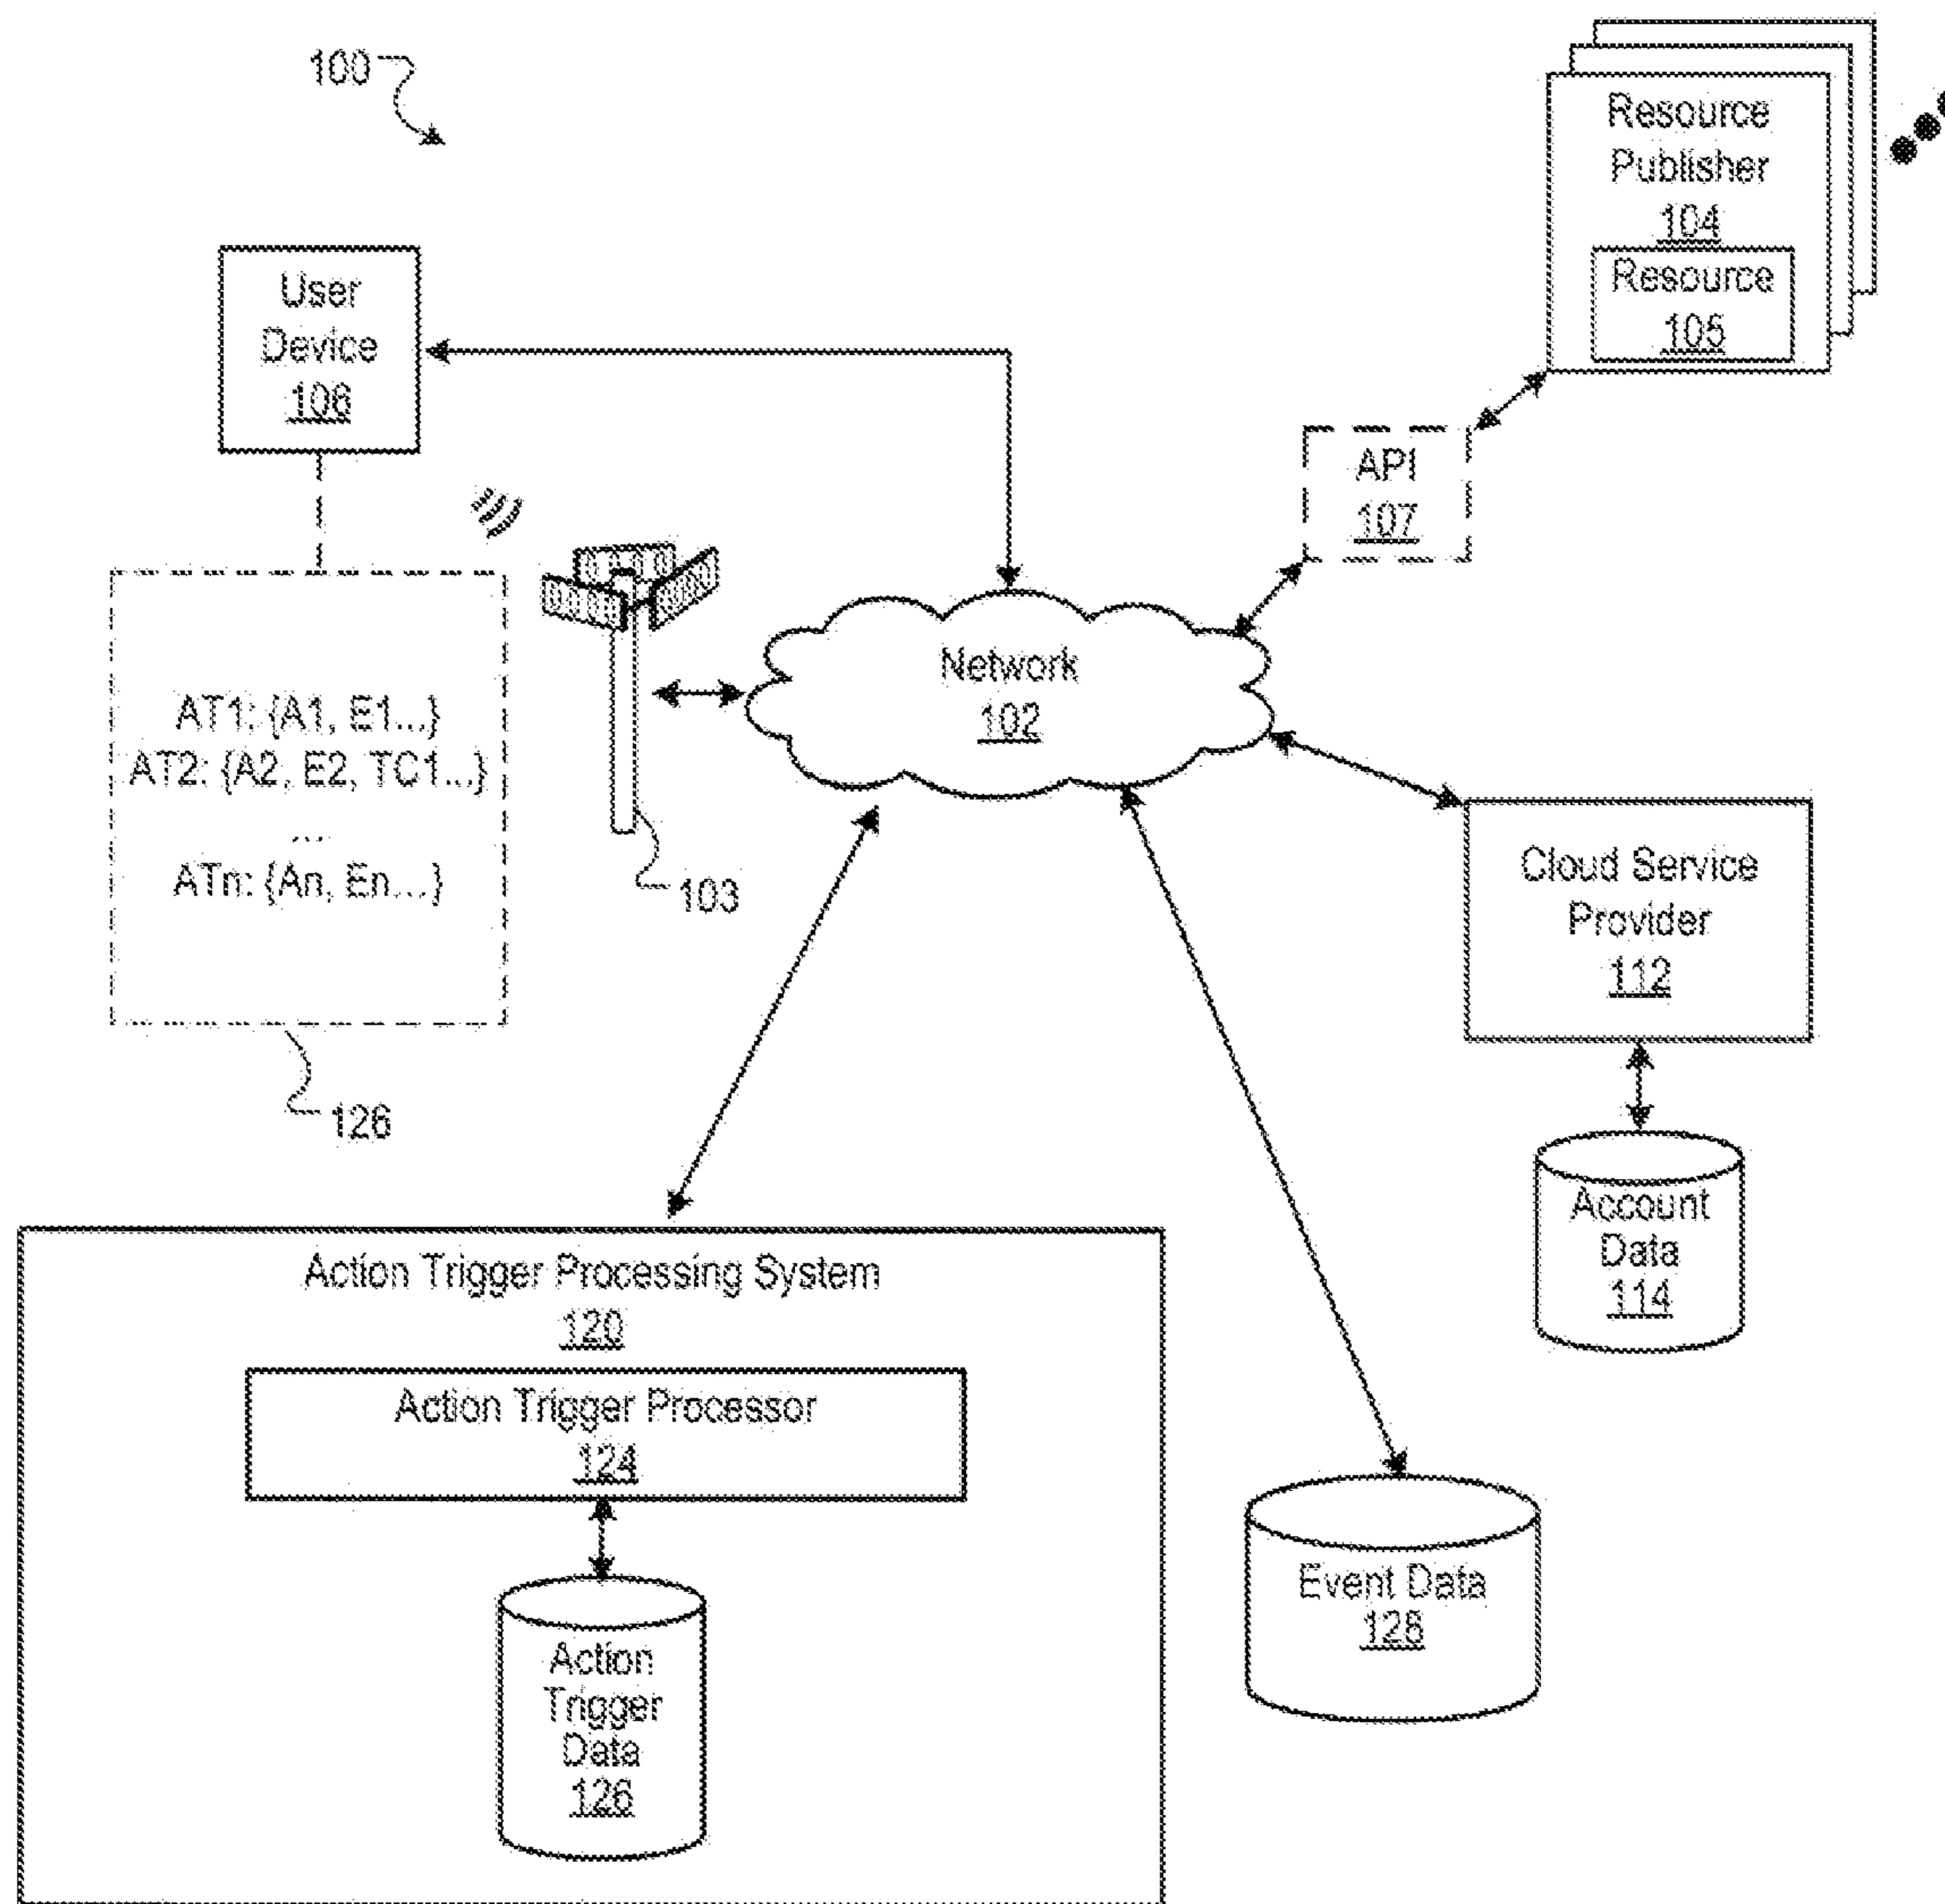 100
Resource
Publisher
104
Resource
105
User
Device
106
API
107
Network
102
AT1: {A1, E1...}
AT2: {A2, E2, TC1...}
...
ATn: {An, En...}
103
126
Cloud Service
Provider
112
Account
Data
114
Action Trigger Processing System
120
Action Trigger Processor
124
Action
Trigger
Data
126
Event Data
128